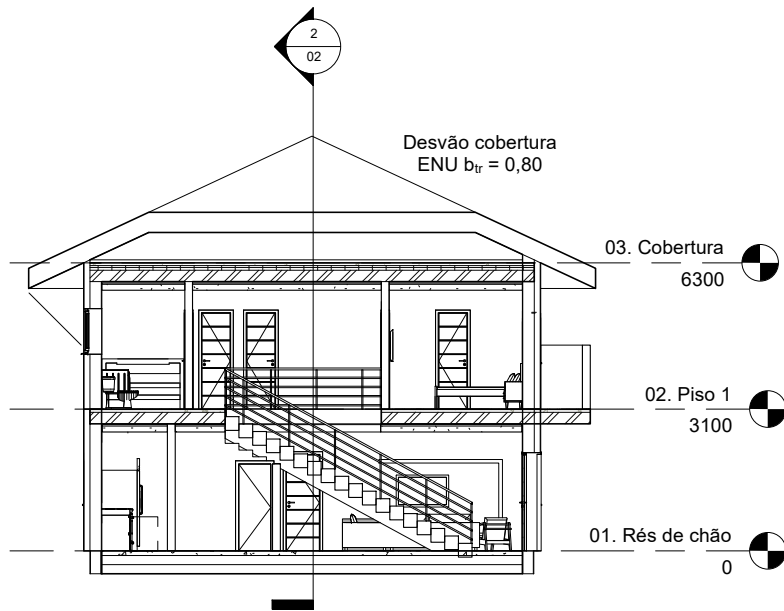 2
02
Desvão cobertura
ENU btr = 0,80
03. Cobertura
6300
02. Piso 1
3100
01. Rés de chão
0